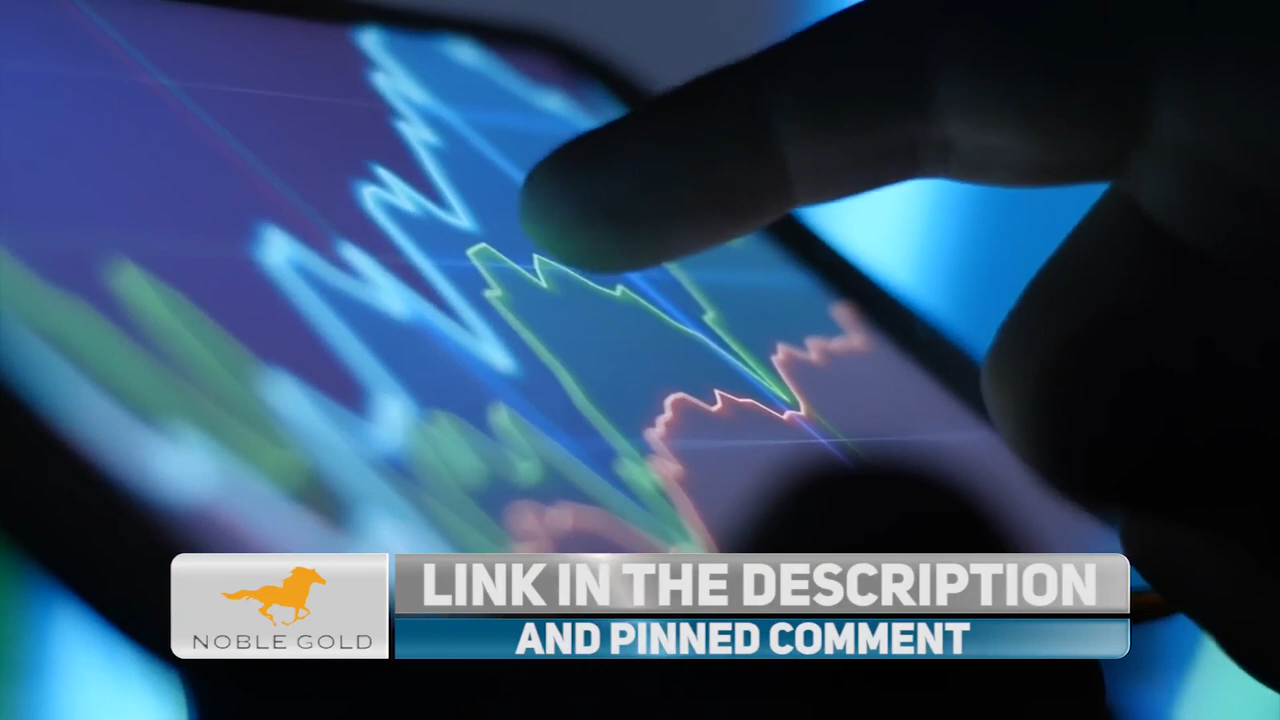 LINK IN THE DESCRIPTION
AND PINNED COMMENT
NOBLE GOLD